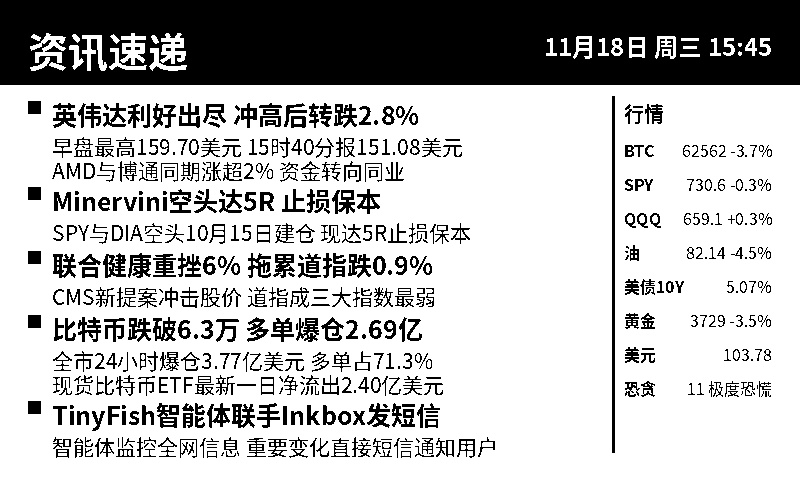 资讯速递
11月18日 周三 15:45
英伟达利好出尽 冲高后转跌2.8%
早盘最高159.70美元 15时40分报151.08美元
AMD与博通同期涨超2% 资金转向同业
Minervini空头达5R 止损保本
SPY与DIA空头10月15日建仓 现达5R止损保本
联合健康重挫6% 拖累道指跌0.9%
CMS新提案冲击股价 道指成三大指数最弱
比特币跌破6.3万 多单爆仓2.69亿
全市24小时爆仓3.77亿美元 多单占71.3%
现货比特币ETF最新一日净流出2.40亿美元
TinyFish智能体联手Inkbox发短信
智能体监控全网信息 重要变化直接短信通知用户
行情
BTC 62562 -3.7%
SPY 730.6 -0.3%
QQQ 659.1 +0.3%
油 82.14 -4.5%
美债10Y 5.07%
黄金 3729 -3.5%
美元 103.78
恐贪 11 极度恐慌